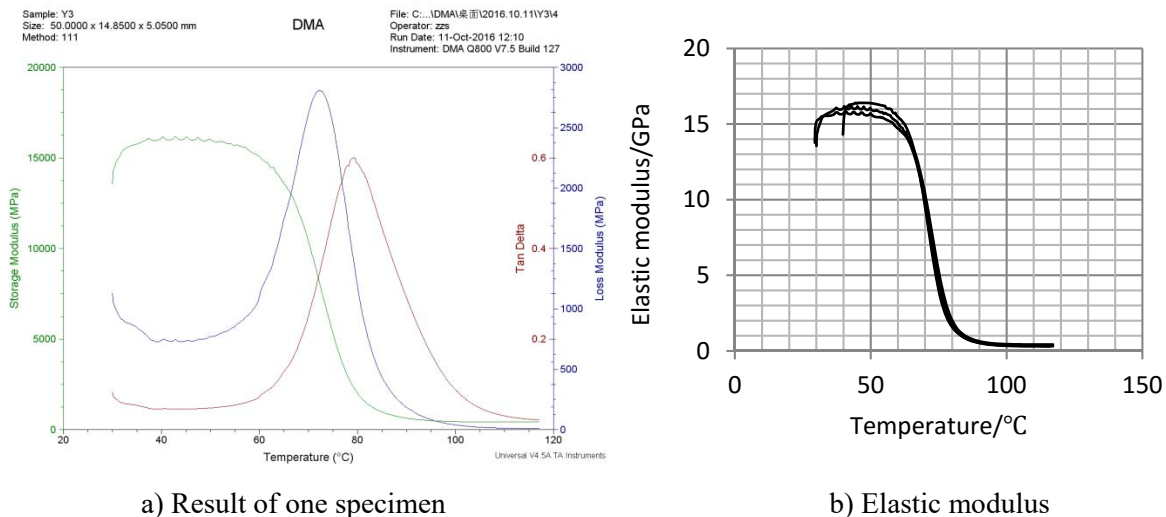 Sample: Y3
Size: 50.0000 x 14.8500 x 5.0500 mm
Method: 111
DMA
File: C:...\DMA\桌面\2016.10.11\Y3\4
Operator: zzs
Run Date: 11-Oct-2016 12:10
Instrument: DMA Q800 V7.5 Build 127
20000
15000
10000
5000
0
Storage Modulus (MPa)
0.6
0.4
0.2
Tan Delta
3000
2500
2000
1500
1000
500
0
Loss Modulus (MPa)
20
40
60
80
100
120
Temperature (°C)
Universal V4.5A TA Instruments
a) Result of one specimen
20
15
10
5
0
Elastic modulus/GPa
0
50
100
150
Temperature/°C
b) Elastic modulus